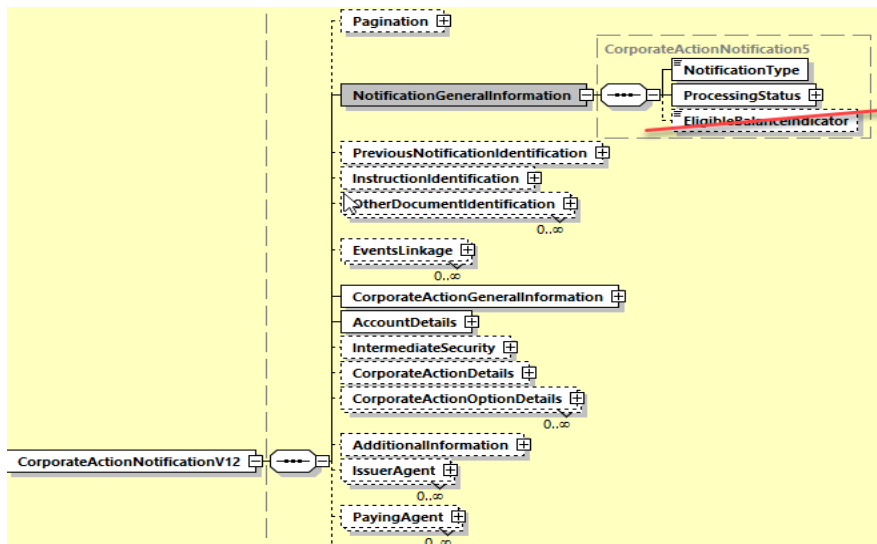 Pagination
CorporateActionNotification5
NotificationType
NotificationGeneralInformation
ProcessingStatus
EligibleBalanceIndicator
PreviousNotificationIdentification
InstructionIdentification
OtherDocumentIdentification
0..∞
EventsLinkage
0..∞
CorporateActionGeneralInformation
AccountDetails
IntermediateSecurity
CorporateActionDetails
CorporateActionOptionDetails
0..∞
AdditionalInformation
CorporateActionNotificationV12
IssuerAgent
0..∞
PayingAgent
0..∞